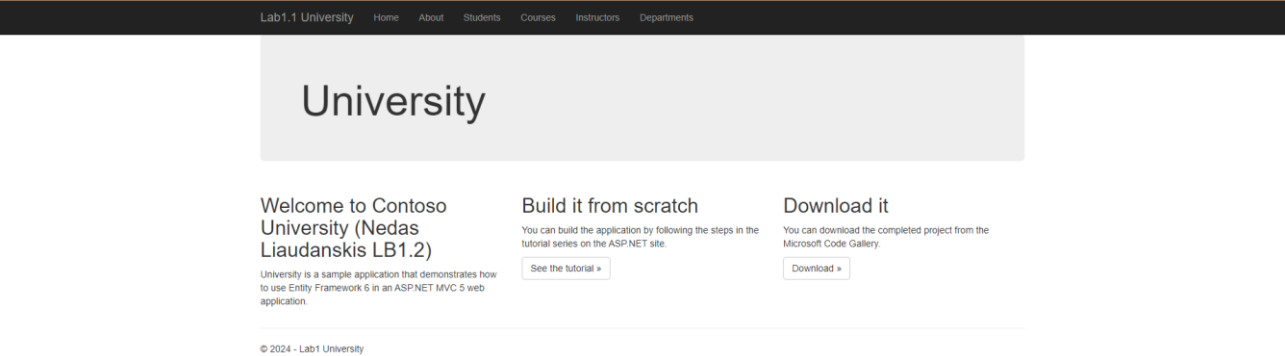 Lab1.1 University Home About Students Courses Instructors Departments
University
Welcome to Contoso
University (Nedas
Liaudanskis LB1.2)
University is a sample application that demonstrates how
to use Entity Framework 6 in an ASP.NET MVC 5 web
application.
Build it from scratch
You can build the application by following the steps in the
tutorial series on the ASP.NET site.
See the tutorial »
Download it
You can download the completed project from the
Microsoft Code Gallery.
Download »
© 2024 - Lab1 University